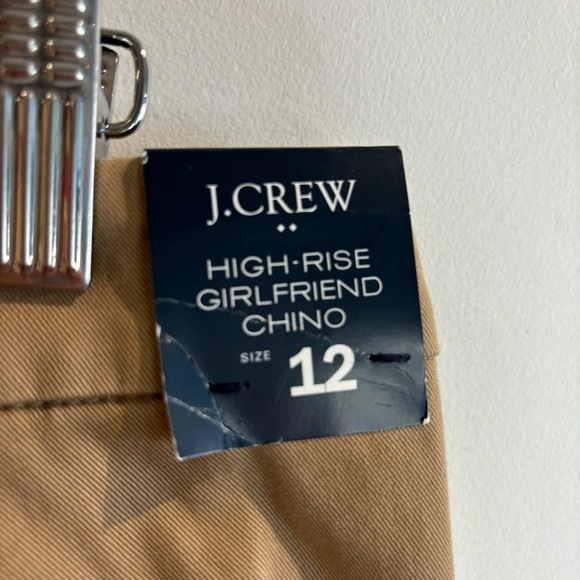 J.CREW
HIGH-RISE
GIRLFRIEND
CHINO
SIZE 12